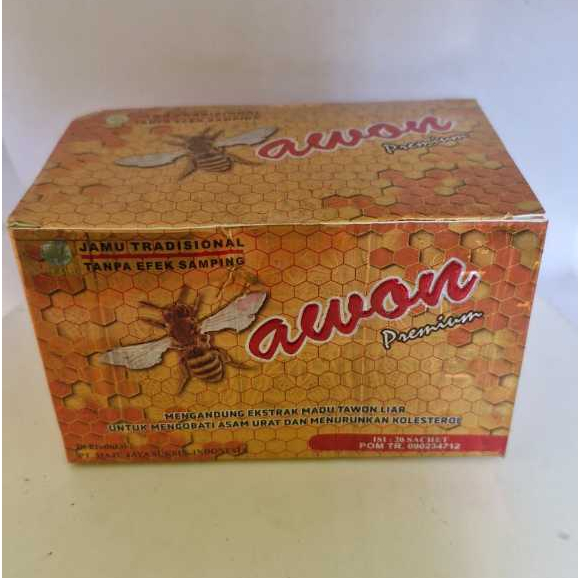 awon
Premium
JAMU TRADISIONAL
TANPA EFEK SAMPING
awon
Premium
MENGANDUNG EKSTRAK MADU TAWON LIAR
UNTUK MENGOBATI ASAM URAT DAN MENURUNKAN KOLESTEROL
ISI : 20 SACHET
POM TR. 090234712
INDONESIA